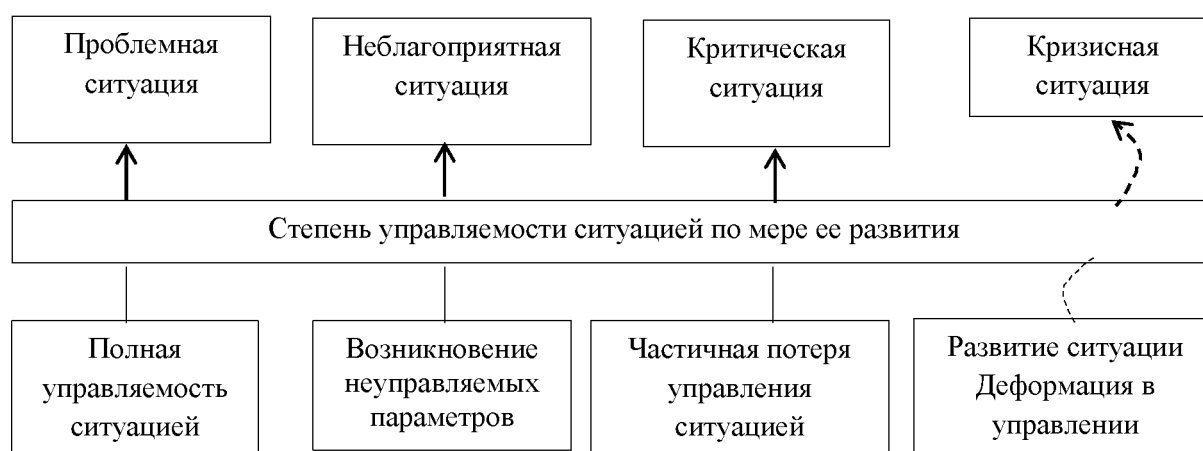 Проблемная
ситуация
Неблагоприятная
ситуация
Критическая
ситуация
Кризисная
ситуация
Степень управляемости ситуацией по мере ее развития
Полная
управляемость
ситуацией
Возникновение
неуправляемых
параметров
Частичная потеря
управления
ситуацией
Развитие ситуации
Деформация в
управлении